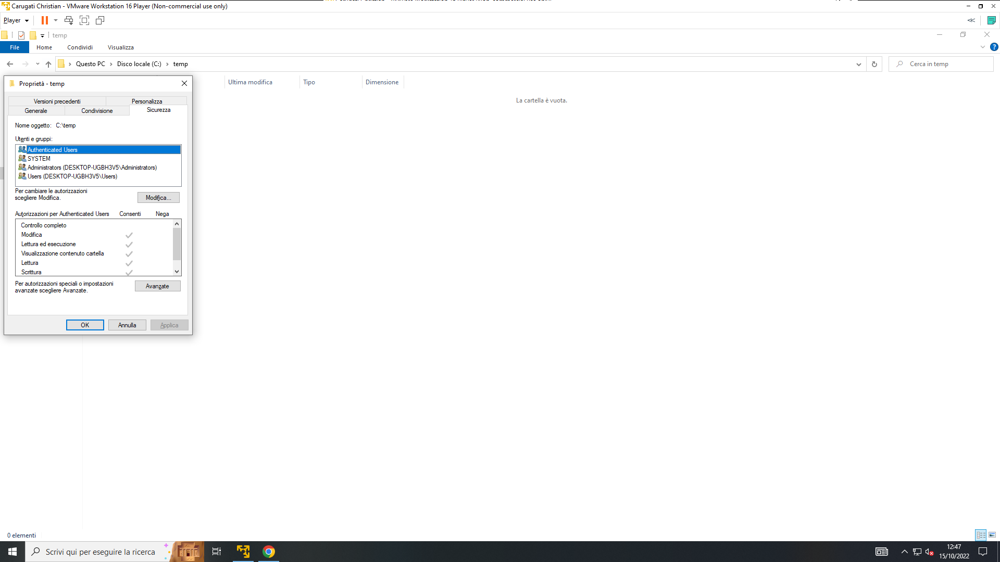 Carugati Christian - VMware Workstation 16 Player (Non-commercial use only)
Player
temp
File Home Condividi Visualizza
Questo PC Disco locale (C:) temp
Cerca in temp
Ultima modifica Tipo Dimensione
La cartella è vuota.
Proprietà - temp
Versioni precedenti Personalizza
Generale Condivisione Sicurezza
Nome oggetto: C:\temp
Utenti e gruppi:
Authenticated Users
SYSTEM
Administrators (DESKTOP-UGBH3V5\Administrators)
Users (DESKTOP-UGBH3V5\Users)
Per cambiare le autorizzazioni
scegliere Modifica.
Modifica...
Autorizzazioni per Authenticated Users Consenti Nega
Controllo completo
Modifica
Lettura ed esecuzione
Visualizzazione contenuto cartella
Lettura
Scrittura
Per autorizzazioni speciali o impostazioni
avanzate scegliere Avanzate.
Avanzate
OK Annulla Applica
0 elementi
Scrivi qui per eseguire la ricerca
12:47
15/10/2022